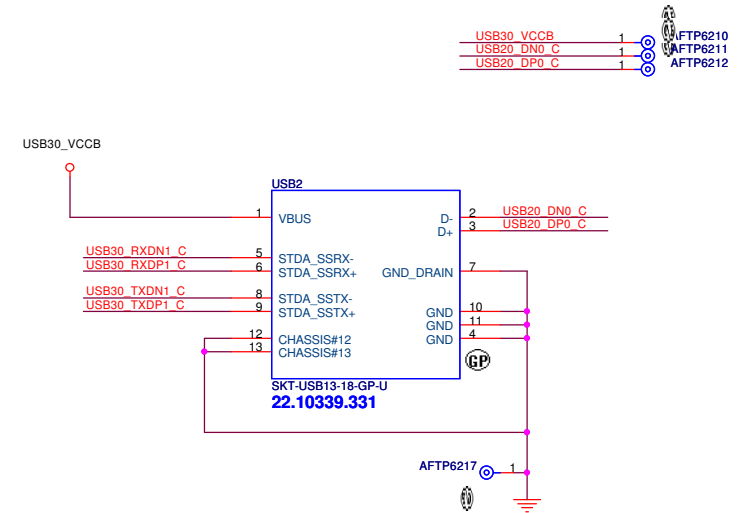 USB30_VCCB 1 AFTP6210
USB20_DN0_C 1 AFTP6211
USB20_DP0_C 1 AFTP6212
USB30_VCCB
USB2
1 VBUS
D- 2 USB20_DN0_C
D+ 3 USB20_DP0_C
USB30_RXDN1_C 5 STDA_SSRX-
USB30_RXDP1_C 6 STDA_SSRX+
GND_DRAIN 7
USB30_TXDN1_C 8 STDA_SSTX-
USB30_TXDP1_C 9 STDA_SSTX+
GND 10
GND 11
GND 4
12 CHASSIS#12
13 CHASSIS#13
GP
SKT-USB13-18-GP-U
22.10339.331
AFTP6217 1